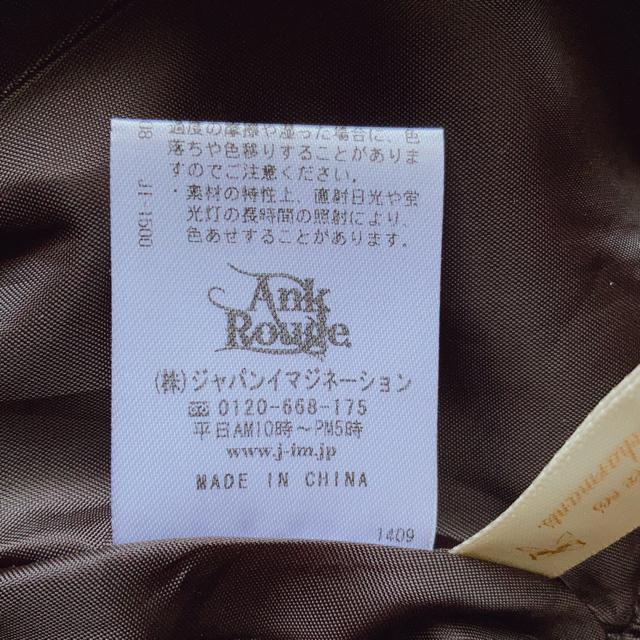 過度の摩擦や湿った場合に、色
落ちや色移りすることがありま
すのでご注意ください。
・素材の特性上、直射日光や蛍
光灯の長時間の照射により、
色あせすることがあります。
Ank
Rouge
(株)ジャパンイマジネーション
0120-668-175
平日AM10時〜PM5時
www.j-im.jp
MADE IN CHINA
1409